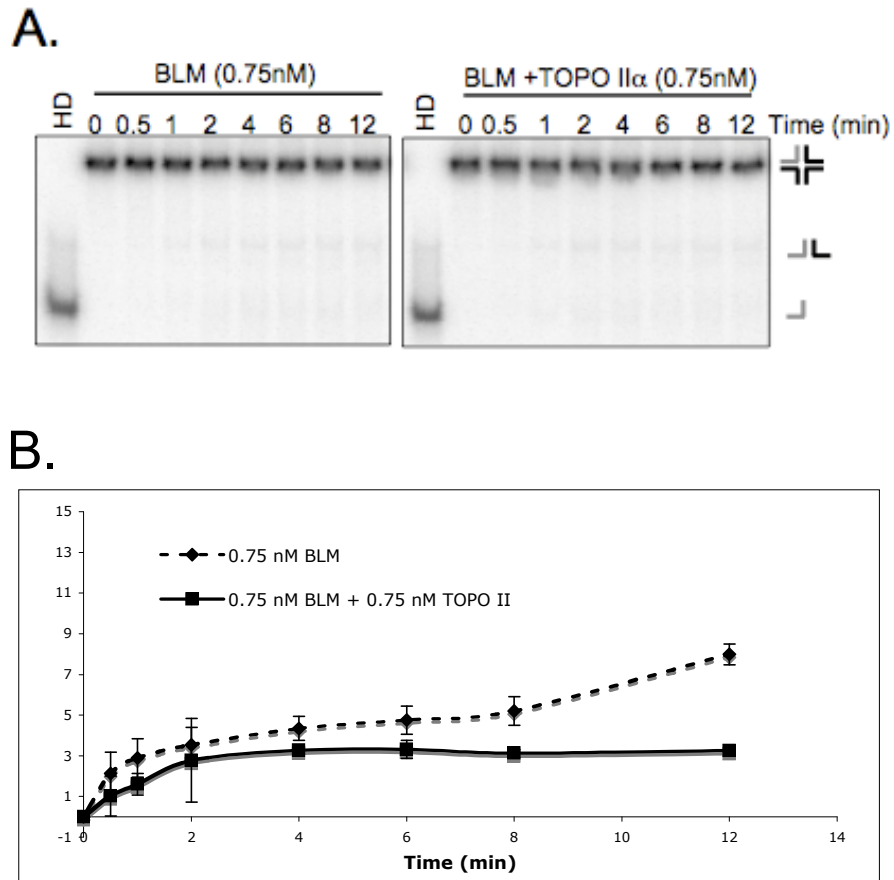 A.
BLM (0.75nM)
HD 0 0.5 1 2 4 6 8 12
BLM +TOPO IIα (0.75nM)
HD 0 0.5 1 2 4 6 8 12 Time (min)
B.
15
13
11
9
7
5
3
1
-1
0.75 nM BLM
0.75 nM BLM + 0.75 nM TOPO II
0 2 4 6 8 10 12 14
Time (min)